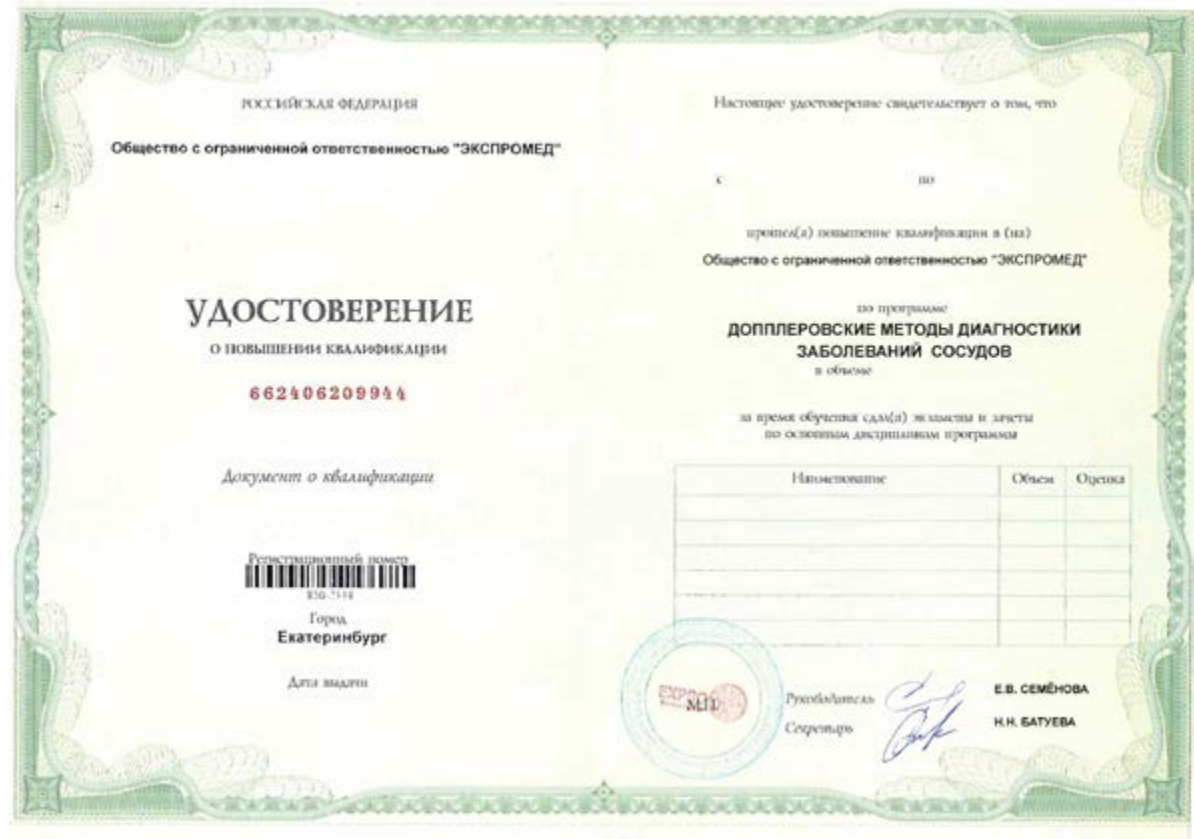 РОССИЙСКАЯ ФЕДЕРАЦИЯ
Общество с ограниченной ответственностью "ЭКСПРОМЕД"
УДОСТОВЕРЕНИЕ
О ПОВЫШЕНИИ КВАЛИФИКАЦИИ
662406209944
Документ о квалификации
Регистрационный номер
Город
Екатеринбург
Дата выдачи
Настоящее удостоверение свидетельствует о том, что
с по
прошел(а) повышение квалификации в (на)
Общество с ограниченной ответственностью "ЭКСПРОМЕД"
по программе
ДОППЛЕРОВСКИЕ МЕТОДЫ ДИАГНОСТИКИ
ЗАБОЛЕВАНИЙ СОСУДОВ
в объеме
за время обучения сдал(а) экзамены и зачеты
по основным дисциплинам программы
Наименование Объем Оценка
М.П.
Руководитель Е.В. СЕМЁНОВА
Секретарь Н.Н. БАТУЕВА